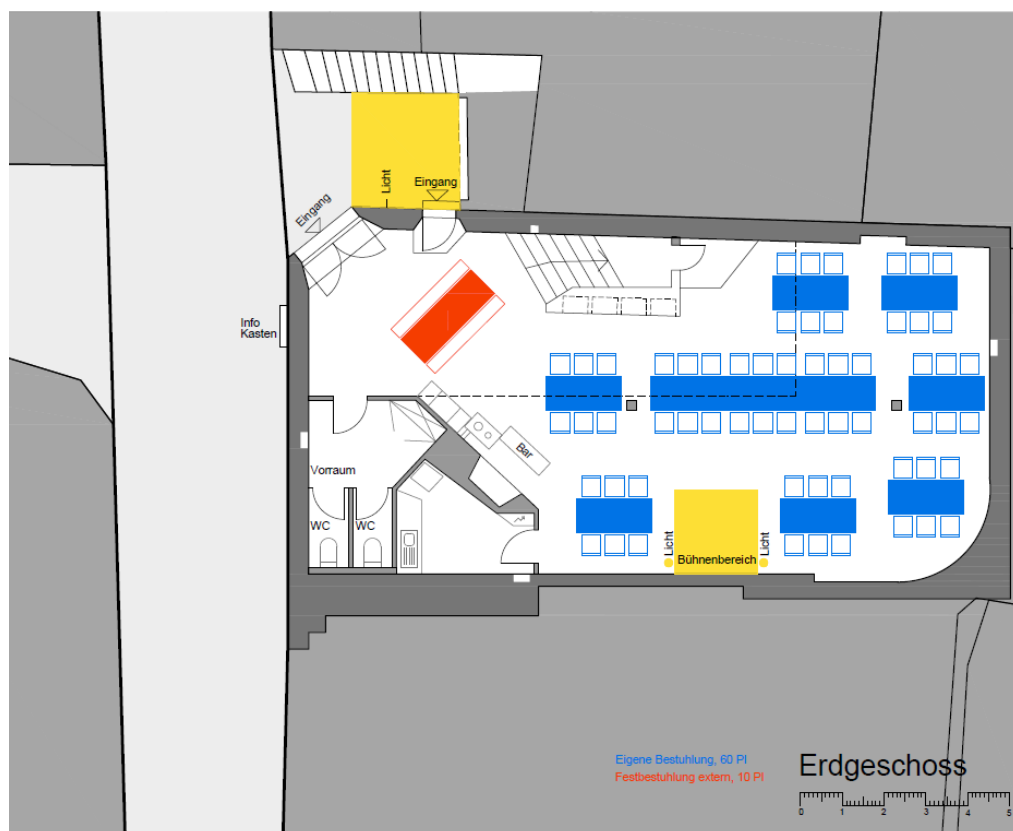 Licht
Eingang
Eingang
Info
Kasten
Bar
Vorraum
WC
WC
Licht
Licht
Bühnenbereich
Eigene Bestuhlung, 60 Pl
Festbestuhlung extern, 10 Pl
Erdgeschoss
0 1 2 3 4 5